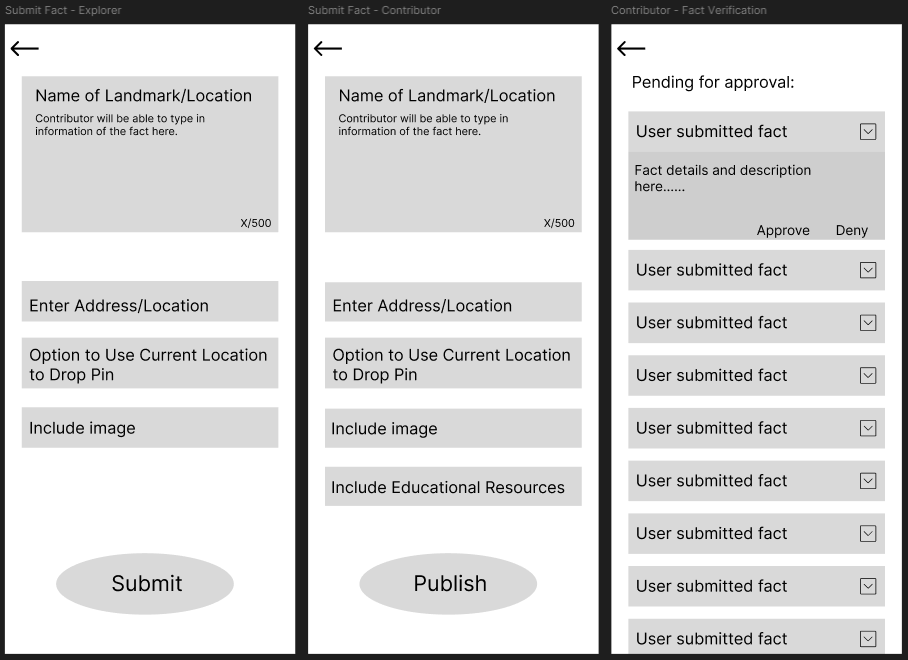 Submit Fact - Explorer
Name of Landmark/Location
Contributor will be able to type in
information of the fact here.
X/500
Enter Address/Location
Option to Use Current Location
to Drop Pin
Include image
Submit
Submit Fact - Contributor
Name of Landmark/Location
Contributor will be able to type in
information of the fact here.
X/500
Enter Address/Location
Option to Use Current Location
to Drop Pin
Include image
Include Educational Resources
Publish
Contributor - Fact Verification
Pending for approval:
User submitted fact
Fact details and description
here......
Approve Deny
User submitted fact
User submitted fact
User submitted fact
User submitted fact
User submitted fact
User submitted fact
User submitted fact
User submitted fact